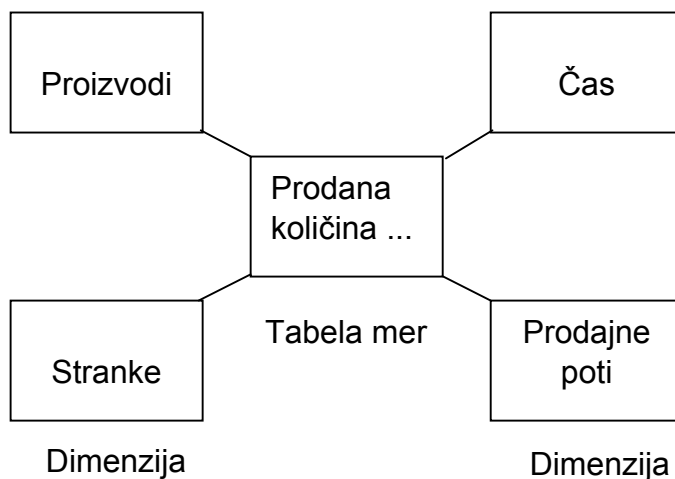 Proizvodi
Čas
Prodana
količina ...
Stranke
Tabela mer
Prodajne
poti
Dimenzija
Dimenzija